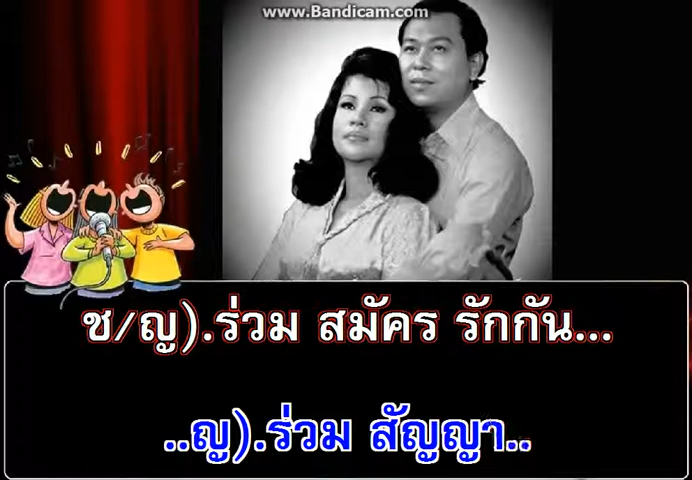 www.Bandicam.com
ช/ญ).ร่วม สมัคร รักกัน...
..ญ).ร่วม สัญญา..